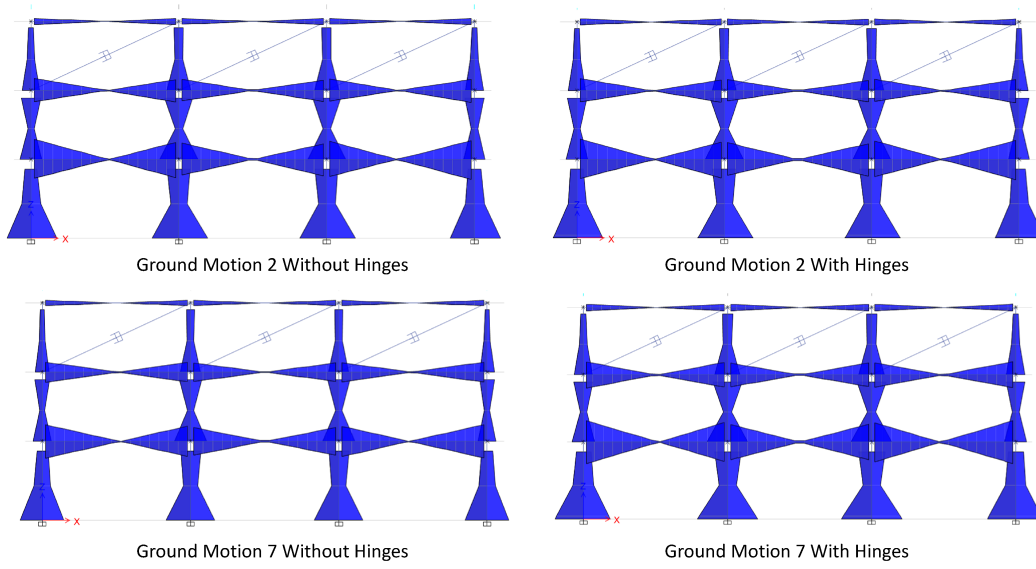 Z
X
Ground Motion 2 Without Hinges
Z
X
Ground Motion 2 With Hinges
Z
X
Ground Motion 7 Without Hinges
Z
X
Ground Motion 7 With Hinges